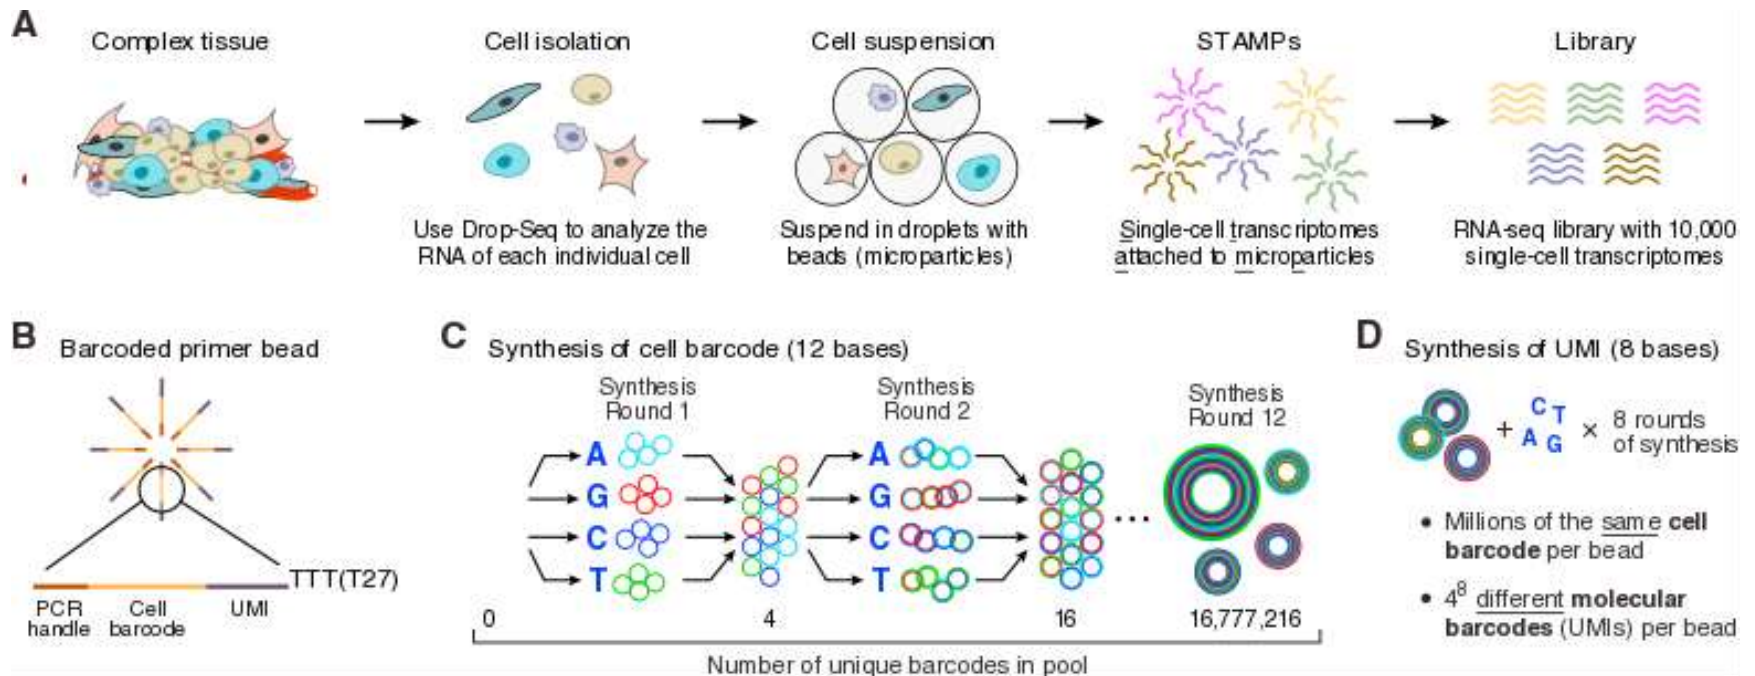 A
Complex tissue
Cell isolation
Cell suspension
STAMPs
Library
Use Drop-Seq to analyze the
RNA of each individual cell
Suspend in droplets with
beads (microparticles)
Single-cell transcriptomes
attached to microparticles
RNA-seq library with 10,000
single-cell transcriptomes
B
Barcoded primer bead
TTT(T27)
PCR
handle
Cell
barcode
UMI
C
Synthesis of cell barcode (12 bases)
Synthesis
Round 1
Synthesis
Round 2
Synthesis
Round 12
A
G
C
T
A
G
C
T
...
0
4
16
16,777,216
Number of unique barcodes in pool
D
Synthesis of UMI (8 bases)
+
C T
A G
×
8 rounds
of synthesis
• Millions of the same cell
barcode per bead
• 4⁸ different molecular
barcodes (UMIs) per bead